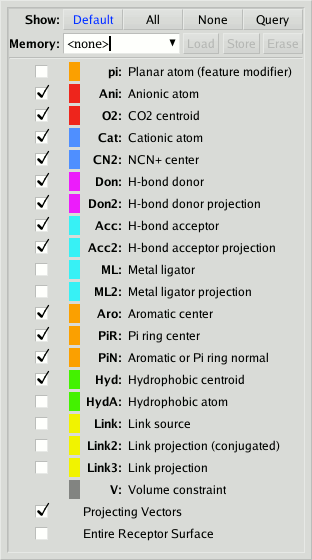 Show: Default All None Query
Memory: <none> Load Store Erase
pi: Planar atom (feature modifier)
Ani: Anionic atom
O2: CO2 centroid
Cat: Cationic atom
CN2: NCN+ center
Don: H-bond donor
Don2: H-bond donor projection
Acc: H-bond acceptor
Acc2: H-bond acceptor projection
ML: Metal ligator
ML2: Metal ligator projection
Aro: Aromatic center
PiR: Pi ring center
PiN: Aromatic or Pi ring normal
Hyd: Hydrophobic centroid
HydA: Hydrophobic atom
Link: Link source
Link2: Link projection (conjugated)
Link3: Link projection
V: Volume constraint
Projecting Vectors
Entire Receptor Surface